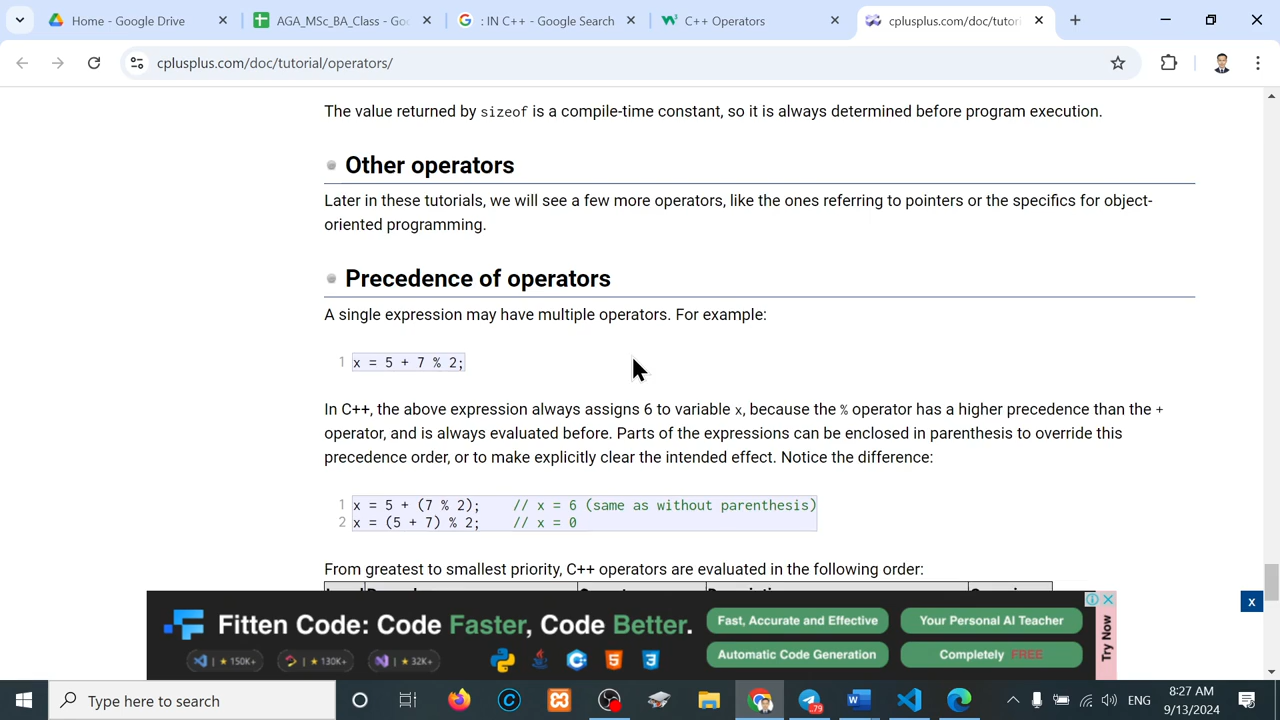 Home - Google Drive
AGA_MSc_BA_Class - Goo
: IN C++ - Google Search
C++ Operators
cplusplus.com/doc/tutori
cplusplus.com/doc/tutorial/operators/
The value returned by sizeof is a compile-time constant, so it is always determined before program execution.
Other operators
Later in these tutorials, we will see a few more operators, like the ones referring to pointers or the specifics for object-
oriented programming.
Precedence of operators
A single expression may have multiple operators. For example:
1 x = 5 + 7 % 2;
In C++, the above expression always assigns 6 to variable x, because the % operator has a higher precedence than the +
operator, and is always evaluated before. Parts of the expressions can be enclosed in parenthesis to override this
precedence order, or to make explicitly clear the intended effect. Notice the difference:
1 x = 5 + (7 % 2);    // x = 6 (same as without parenthesis)
2 x = (5 + 7) % 2;    // x = 0
From greatest to smallest priority, C++ operators are evaluated in the following order:
Fitten Code: Code Faster, Code Better.
Fast, Accurate and Effective
Your Personal AI Teacher
150K+
130K+
32K+
Automatic Code Generation
Completely FREE
Try Now
x
Type here to search
.79
ENG
8:27 AM
9/13/2024